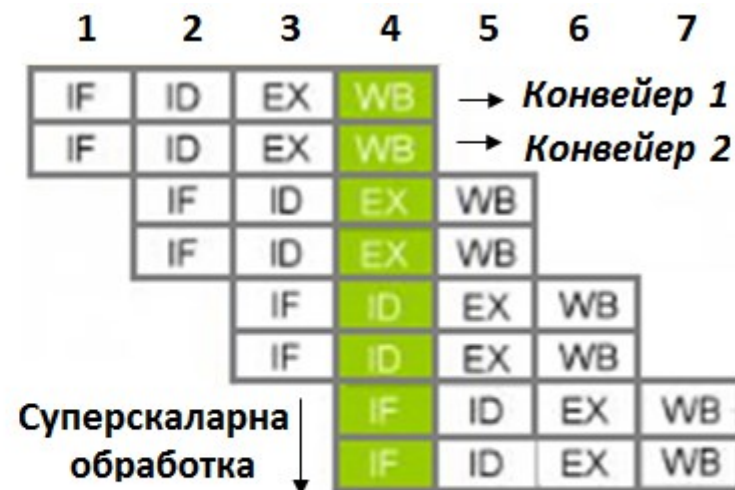 1 2 3 4 5 6 7
IF ID EX WB → Конвейер 1
IF ID EX WB → Конвейер 2
IF ID EX WB
IF ID EX WB
IF ID EX WB
IF ID EX WB
Суперскаларна IF ID EX WB
обработка IF ID EX WB